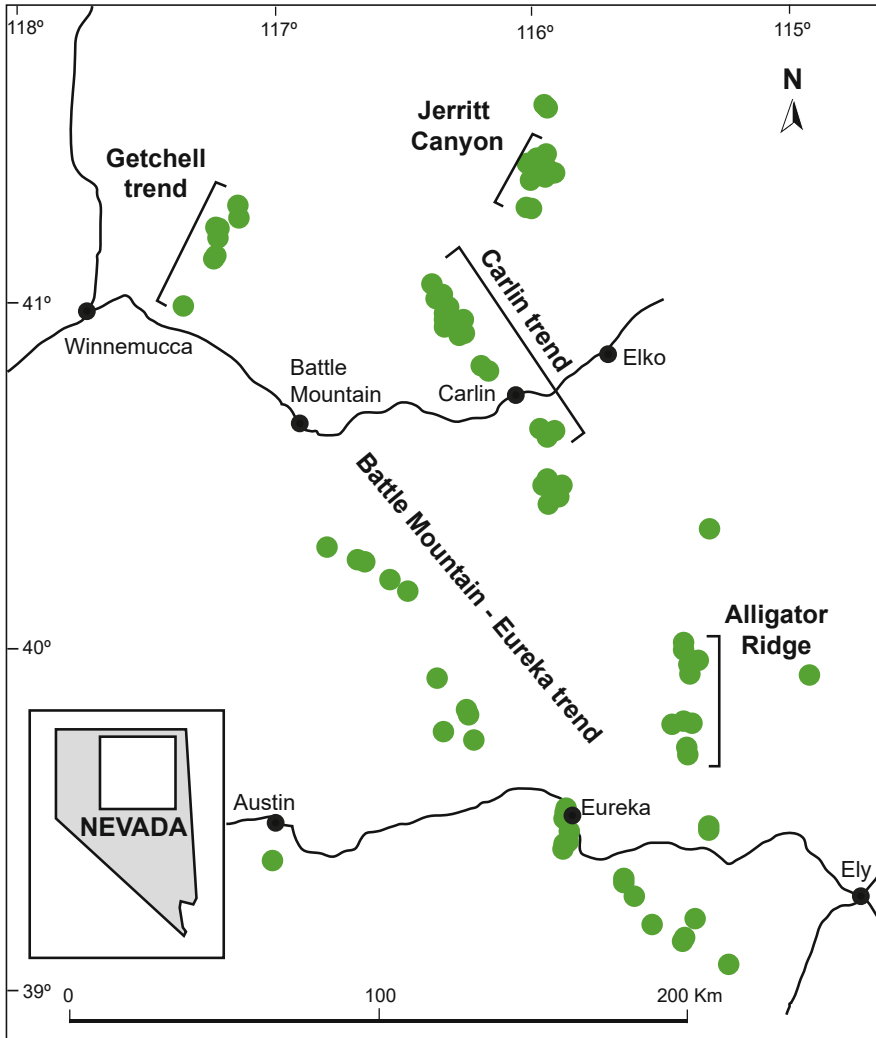 118º
117º
116º
115º
N
Jerritt
Canyon
Getchell
trend
Carlin trend
41º
Winnemucca
Elko
Battle
Mountain
Carlin
Battle Mountain - Eureka trend
Alligator
Ridge
40º
Austin
Eureka
NEVADA
Ely
39º
0
100
200 Km